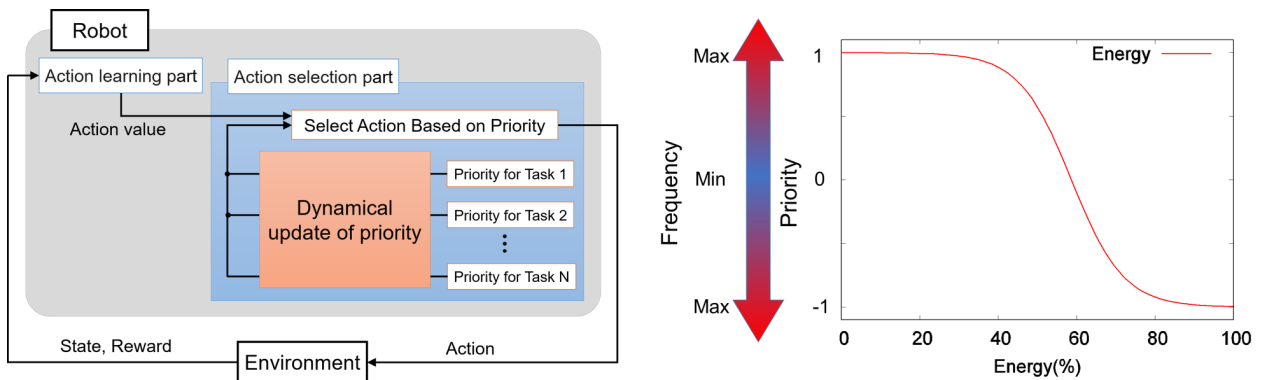 Robot
Action learning part
Action selection part
Action value
Select Action Based on Priority
Dynamical
update of priority
Priority for Task 1
Priority for Task 2
Priority for Task N
State, Reward
Environment
Action
Frequency
Max
Min
Max
Priority
1
0
-1
Energy
0 20 40 60 80 100
Energy(%)